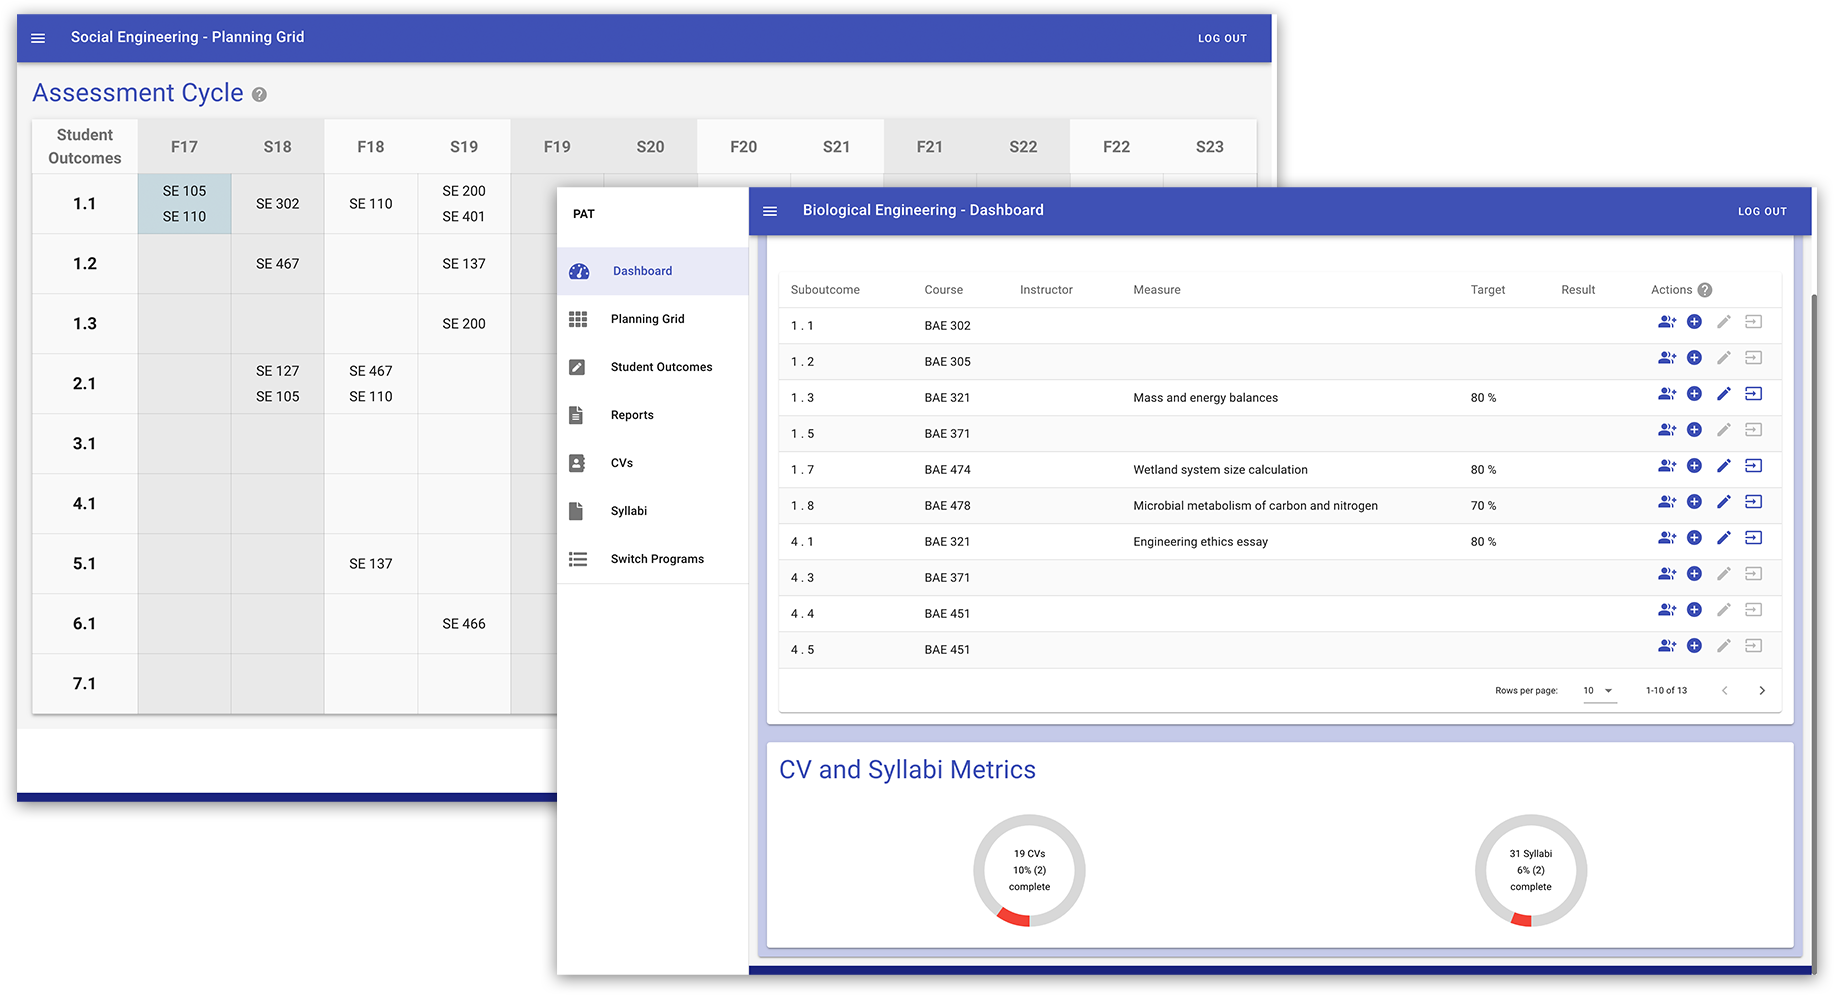 Social Engineering - Planning Grid
LOG OUT
Assessment Cycle ?
Student Outcomes F17 S18 F18 S19 F19 S20 F20 S21 F21 S22 F22 S23
1.1 SE 105 SE 110 SE 302 SE 110 SE 200 SE 401
1.2 SE 467 SE 137
1.3 SE 200
2.1 SE 127 SE 105 SE 467 SE 110
3.1
4.1
5.1 SE 137
6.1 SE 466
7.1
PAT
Dashboard
Planning Grid
Student Outcomes
Reports
CVs
Syllabi
Switch Programs
Biological Engineering - Dashboard
LOG OUT
Suboutcome Course Instructor Measure Target Result Actions ?
1 . 1 BAE 302
1 . 2 BAE 305
1 . 3 BAE 321 Mass and energy balances 80 %
1 . 5 BAE 371
1 . 7 BAE 474 Wetland system size calculation 80 %
1 . 8 BAE 478 Microbial metabolism of carbon and nitrogen 70 %
4 . 1 BAE 321 Engineering ethics essay 80 %
4 . 3 BAE 371
4 . 4 BAE 451
4 . 5 BAE 451
Rows per page: 10 1-10 of 13
CV and Syllabi Metrics
19 CVs
10% (2)
complete
31 Syllabi
6% (2)
complete